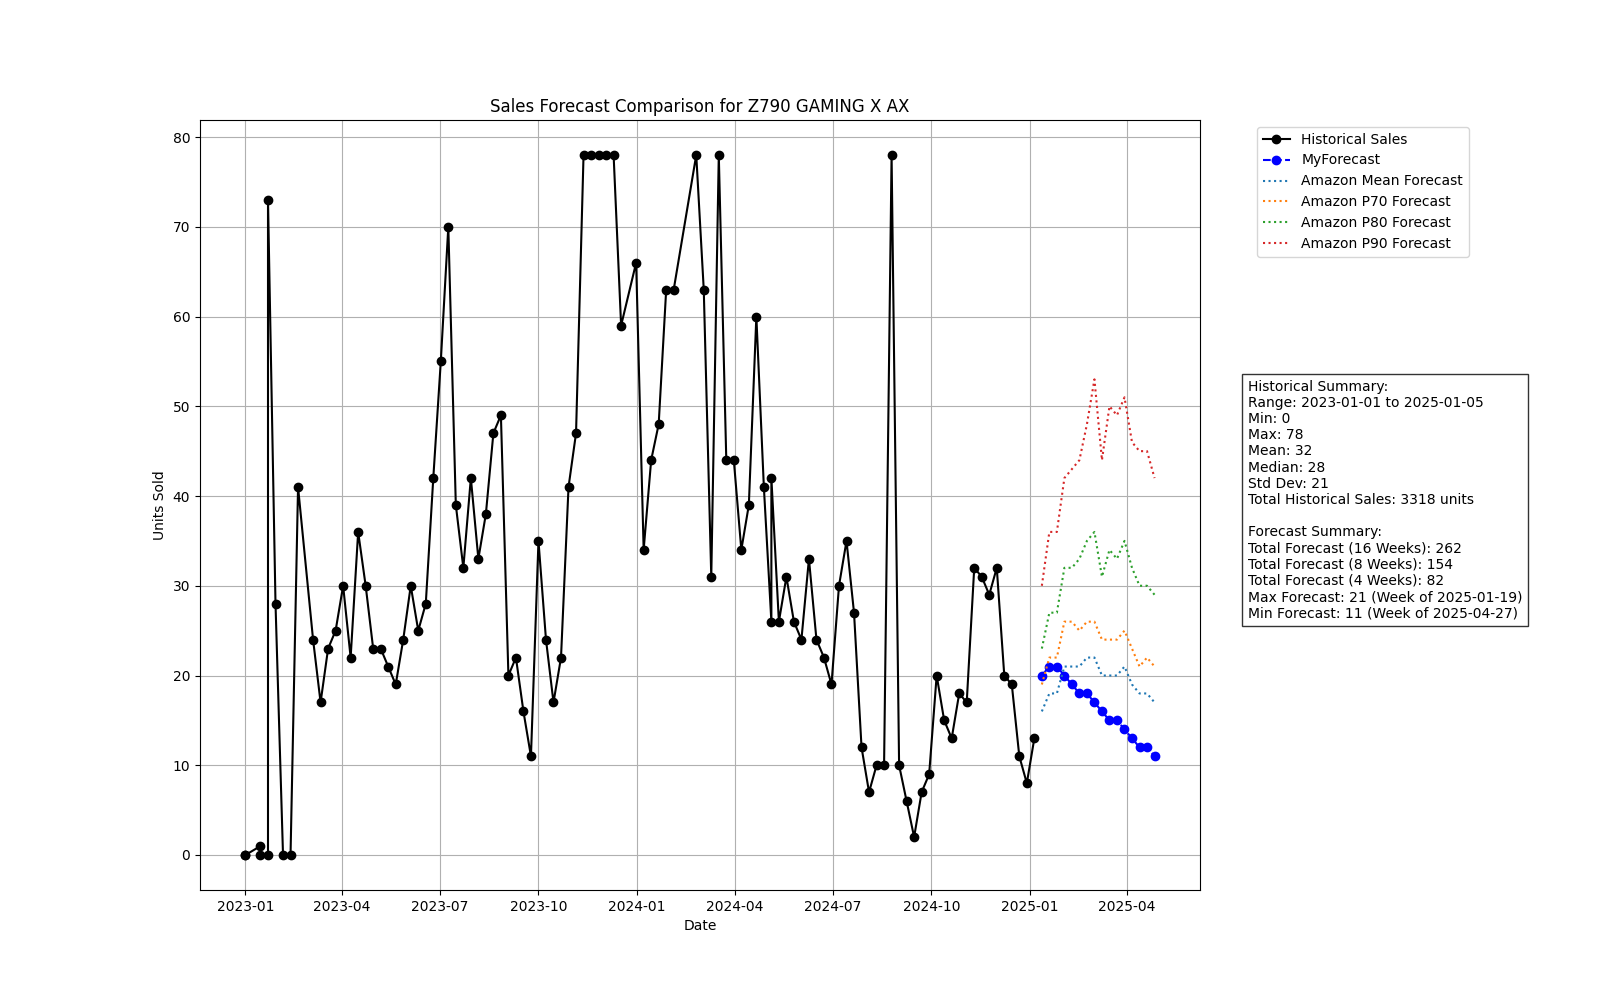 Sales Forecast Comparison for Z790 GAMING X AX
80
70
60
50
40
30
20
10
0
Units Sold
2023-01 2023-04 2023-07 2023-10 2024-01 2024-04 2024-07 2024-10 2025-01 2025-04
Date
Historical Sales
MyForecast
Amazon Mean Forecast
Amazon P70 Forecast
Amazon P80 Forecast
Amazon P90 Forecast
Historical Summary:
Range: 2023-01-01 to 2025-01-05
Min: 0
Max: 78
Mean: 32
Median: 28
Std Dev: 21
Total Historical Sales: 3318 units
Forecast Summary:
Total Forecast (16 Weeks): 262
Total Forecast (8 Weeks): 154
Total Forecast (4 Weeks): 82
Max Forecast: 21 (Week of 2025-01-19)
Min Forecast: 11 (Week of 2025-04-27)